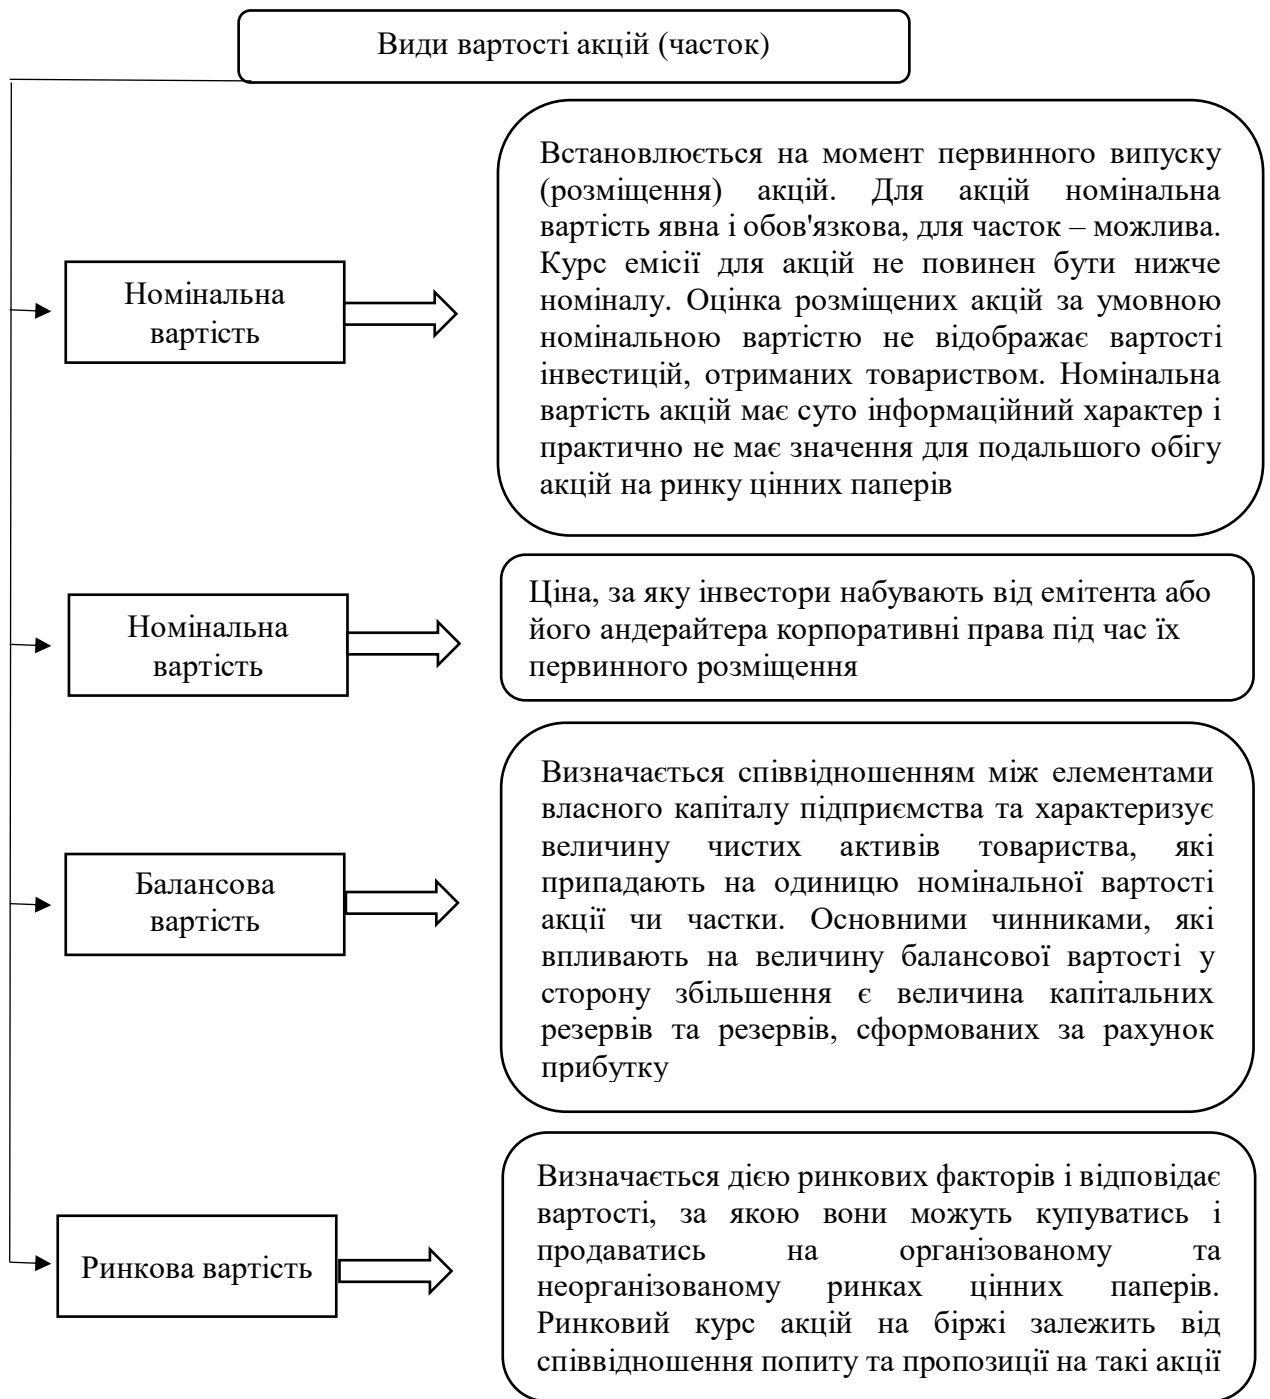 Види вартості акцій (часток)
Номінальна
вартість
Встановлюється на момент первинного випуску
(розміщення) акцій. Для акцій номінальна
вартість явна і обов'язкова, для часток – можлива.
Курс емісії для акцій не повинен бути нижче
номіналу. Оцінка розміщених акцій за умовною
номінальною вартістю не відображає вартості
інвестицій, отриманих товариством. Номінальна
вартість акцій має суто інформаційний характер і
практично не має значення для подальшого обігу
акцій на ринку цінних паперів
Номінальна
вартість
Ціна, за яку інвестори набувають від емітента або
його андерайтера корпоративні права під час їх
первинного розміщення
Балансова
вартість
Визначається співвідношенням між елементами
власного капіталу підприємства та характеризує
величину чистих активів товариства, які
припадають на одиницю номінальної вартості
акції чи частки. Основними чинниками, які
впливають на величину балансової вартості у
сторону збільшення є величина капітальних
резервів та резервів, сформованих за рахунок
прибутку
Ринкова вартість
Визначається дією ринкових факторів і відповідає
вартості, за якою вони можуть купуватись і
продаватись на організованому та
неорганізованому ринках цінних паперів.
Ринковий курс акцій на біржі залежить від
співвідношення попиту та пропозиції на такі акції